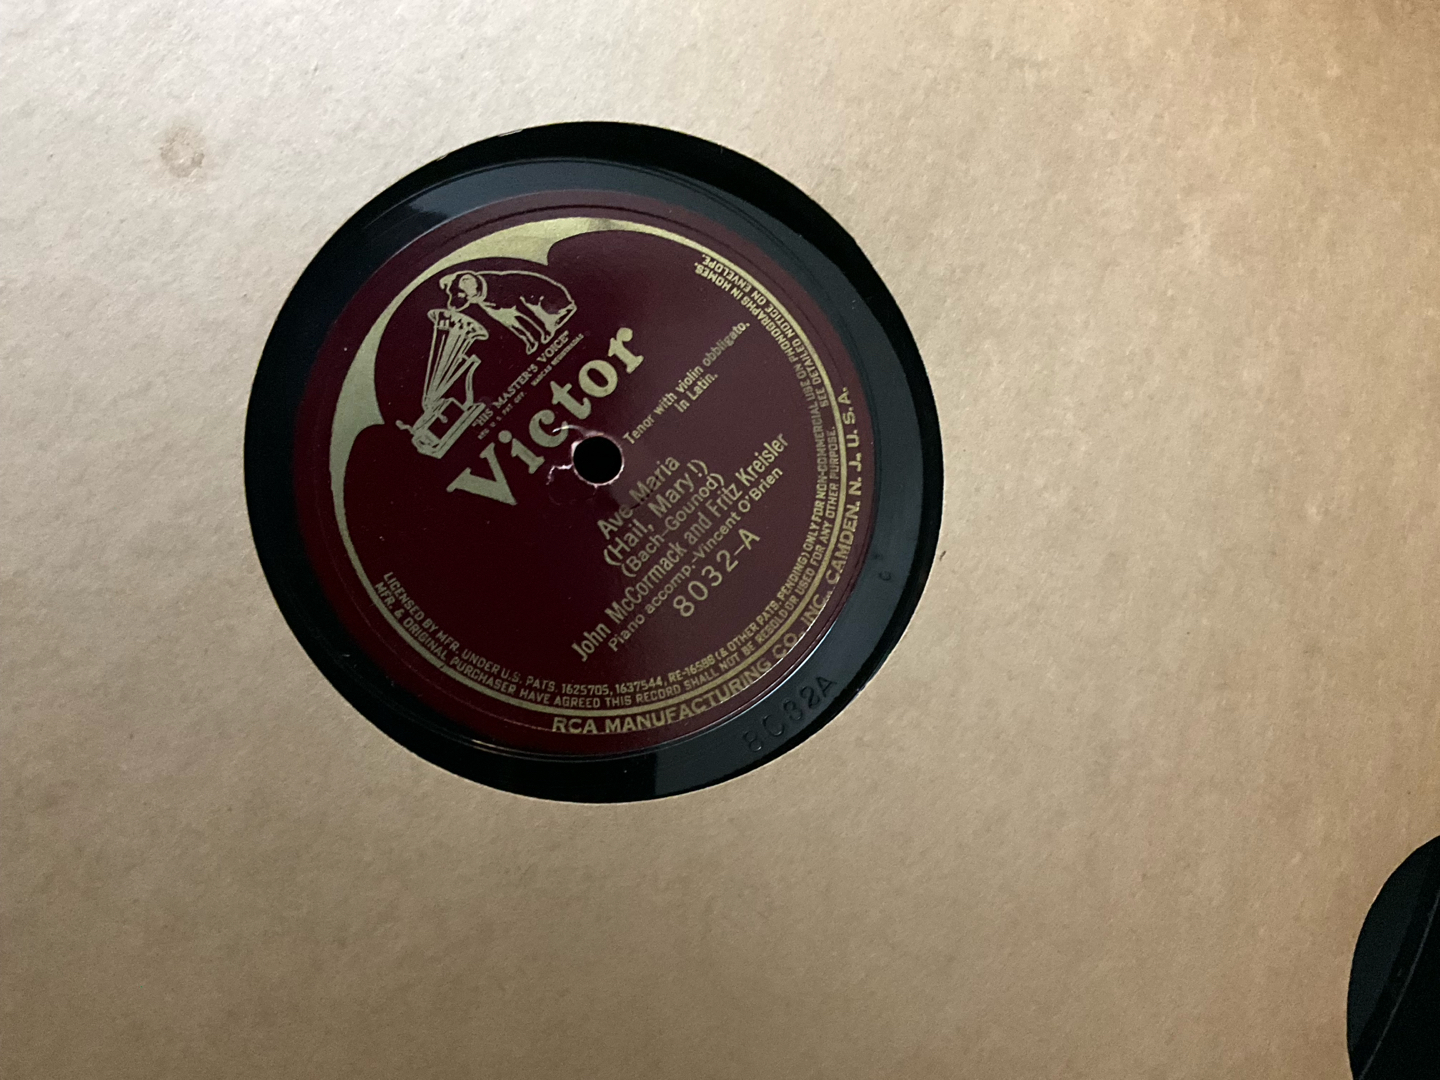 "HIS MASTER'S VOICE"
REG. U.S. PAT. OFF. MARCAS REGISTRADAS
Victor
Tenor with violin obbligato.
in Latin.
Ave Maria
(Hail, Mary!)
(Bach-Gounod)
John McCormack and Fritz Kreisler
Piano accomp.-Vincent O'Brien
8032-A
LICENSED BY MFR. UNDER U.S. PATS. 1625705, 1637544, RE-16588 (& OTHER PATS. PENDING) ONLY FOR NON-COMMERCIAL USE ON PHONOGRAPHS IN HOMES.
MFR. & ORIGINAL PURCHASER HAVE AGREED THIS RECORD SHALL NOT BE RESOLD OR USED FOR ANY OTHER PURPOSE. SEE DETAILED NOTICE ON ENVELOPE.
RCA MANUFACTURING CO., INC. CAMDEN. N. J., U. S. A.
8032A